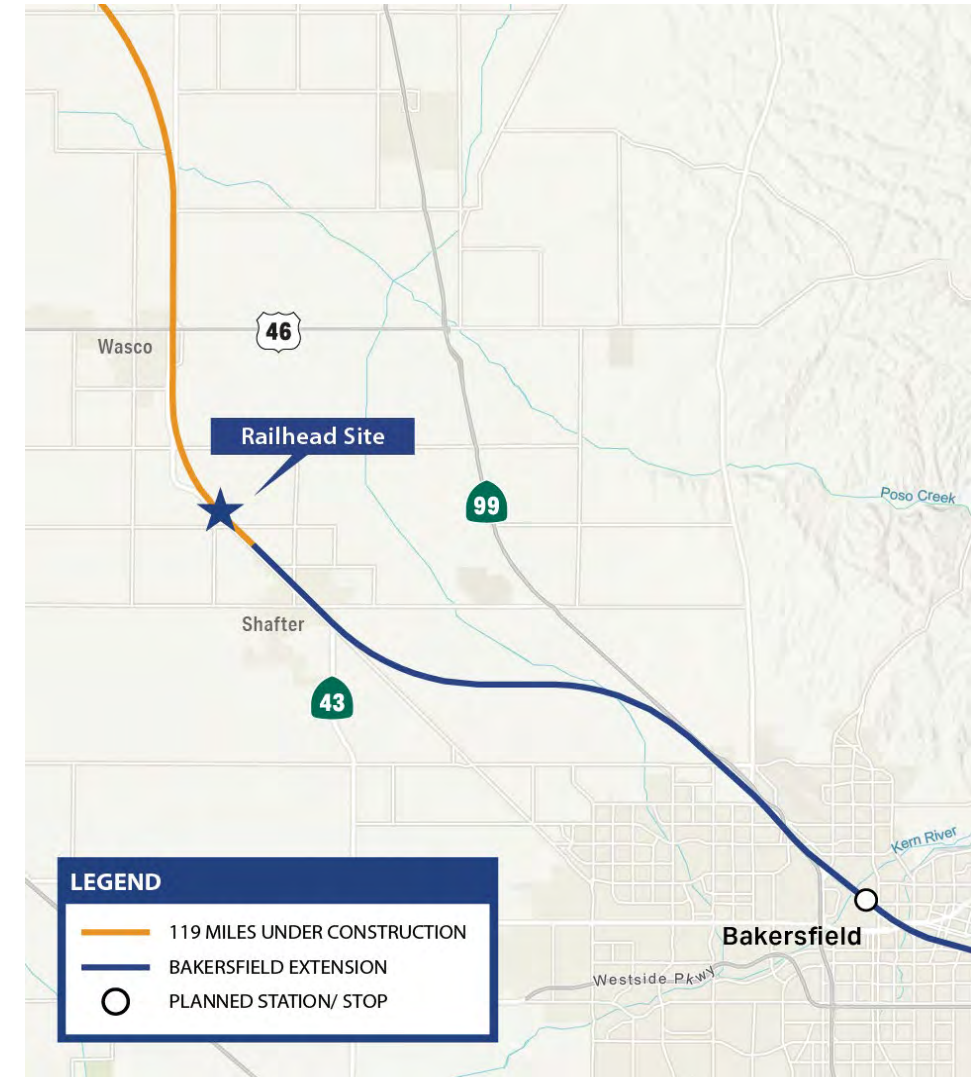 46
Wasco
Railhead Site
99
Poso Creek
Shafter
43
Kern River
Bakersfield
Westside Pkwy
LEGEND
119 MILES UNDER CONSTRUCTION
BAKERSFIELD EXTENSION
PLANNED STATION/ STOP